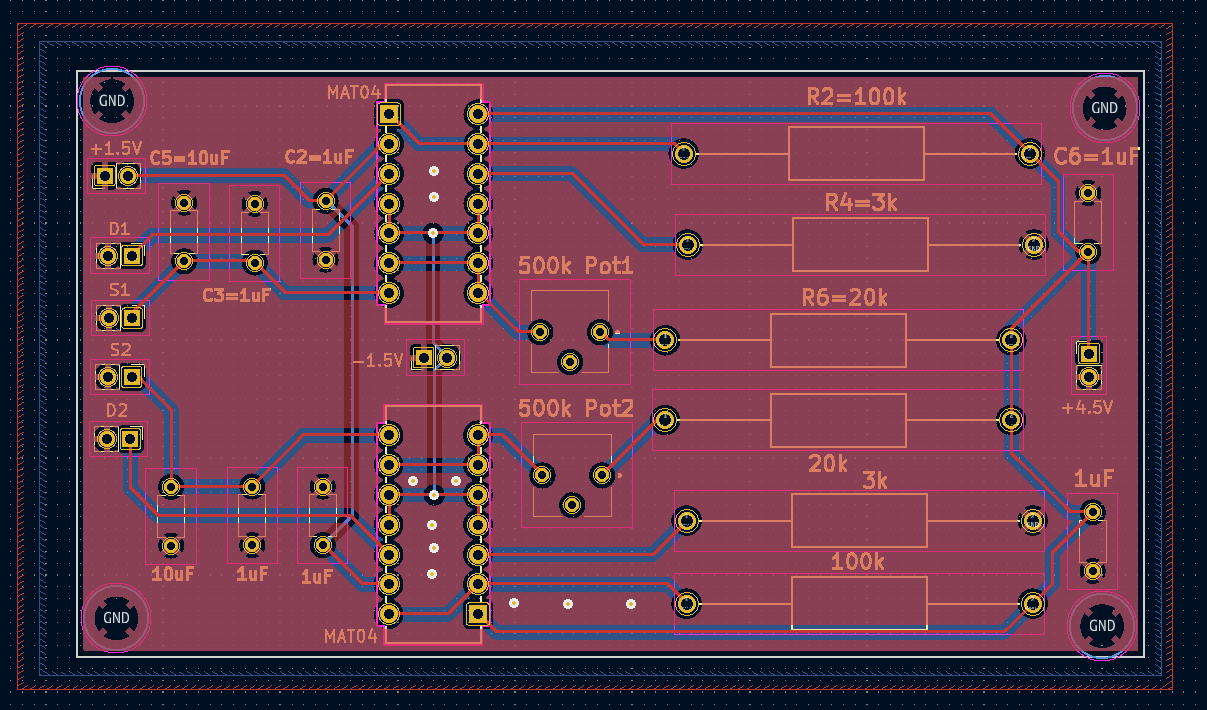 MAT04
R2=100k
GND
GND
+1.5V
C5=10uF
C2=1uF
C6=1uF
R4=3k
D1
GND
500k Pot1
S1
C3=1uF
R6=20k
S2
-1.5V
D2
500k Pot2
+4.5V
20k
3k
1uF
GND
10uF
1uF
1uF
100k
GND
MAT04
GND